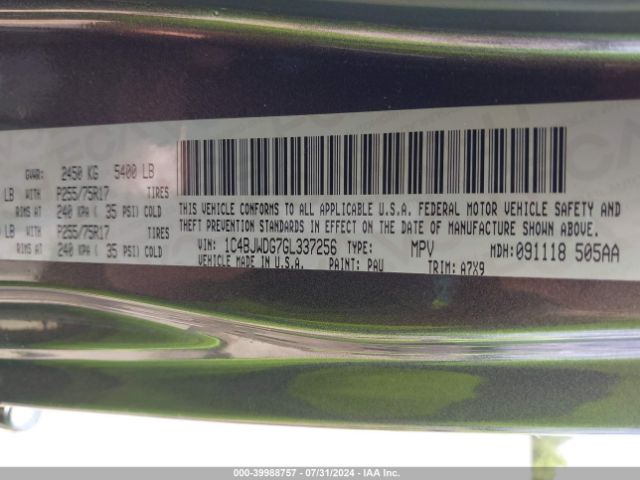 GVWR: 2450 KG 5400 LB
LB WITH P255/75R17 TIRES
RIMS AT 240 KPA ( 35 PSI) COLD
LB WITH P255/75R17 TIRES
RIMS AT 240 KPA ( 35 PSI) COLD
THIS VEHICLE CONFORMS TO ALL APPLICABLE U.S.A. FEDERAL MOTOR VEHICLE SAFETY AND
THEFT PREVENTION STANDARDS IN EFFECT ON THE DATE OF MANUFACTURE SHOWN ABOVE.
VIN: 1C4BJWDG7GL337256 TYPE: MPV MDH: 091118 505AA
VEHICLE MADE IN U.S.A. PAINT: PAU TRIM: A7X9
000-39988757 | 07/31/2024 | IAA Inc.